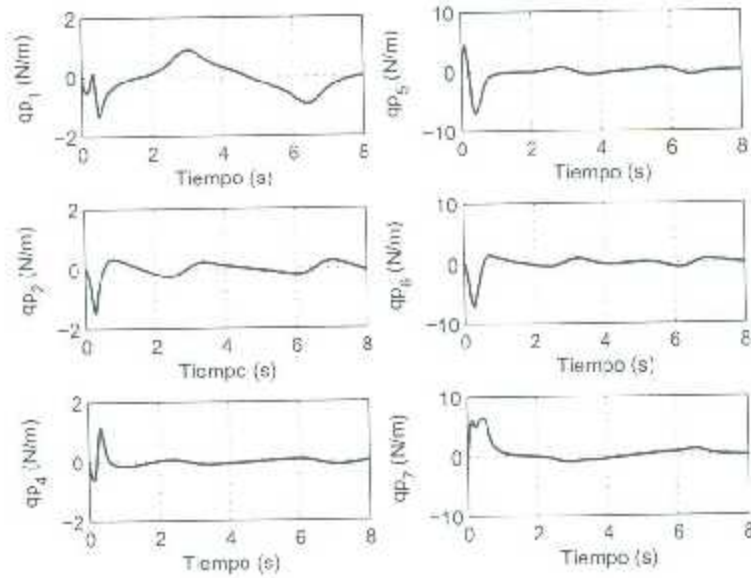 2
0
−2
qp1 (N/m)
0 2 4 6 8
Tiempo (s)
10
0
−10
qp5 (N/m)
0 2 4 6 8
Tiempo (s)
2
0
−2
qp2 (N/m)
0 2 4 6 8
Tiempo (s)
10
0
−10
qp6 (N/m)
0 2 4 6 8
Tiempo (s)
2
0
−2
qp4 (N/m)
0 2 4 6 8
Tiempo (s)
10
0
−10
qp7 (N/m)
0 2 4 6 8
Tiempo (s)